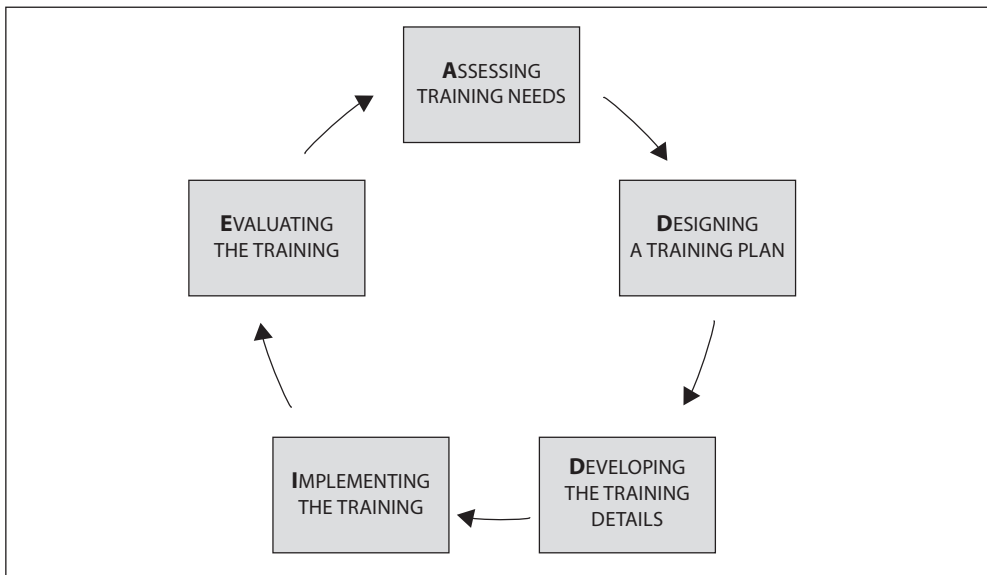 ASSESSING
TRAINING NEEDS
DESIGNING
A TRAINING PLAN
DEVELOPING
THE TRAINING
DETAILS
IMPLEMENTING
THE TRAINING
EVALUATING
THE TRAINING